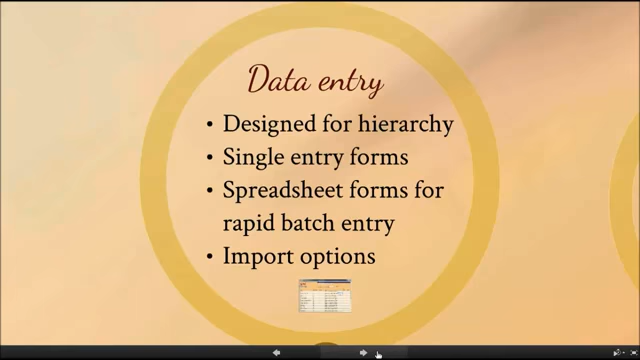 Data entry
• Designed for hierarchy
• Single entry forms
• Spreadsheet forms for
rapid batch entry
• Import options